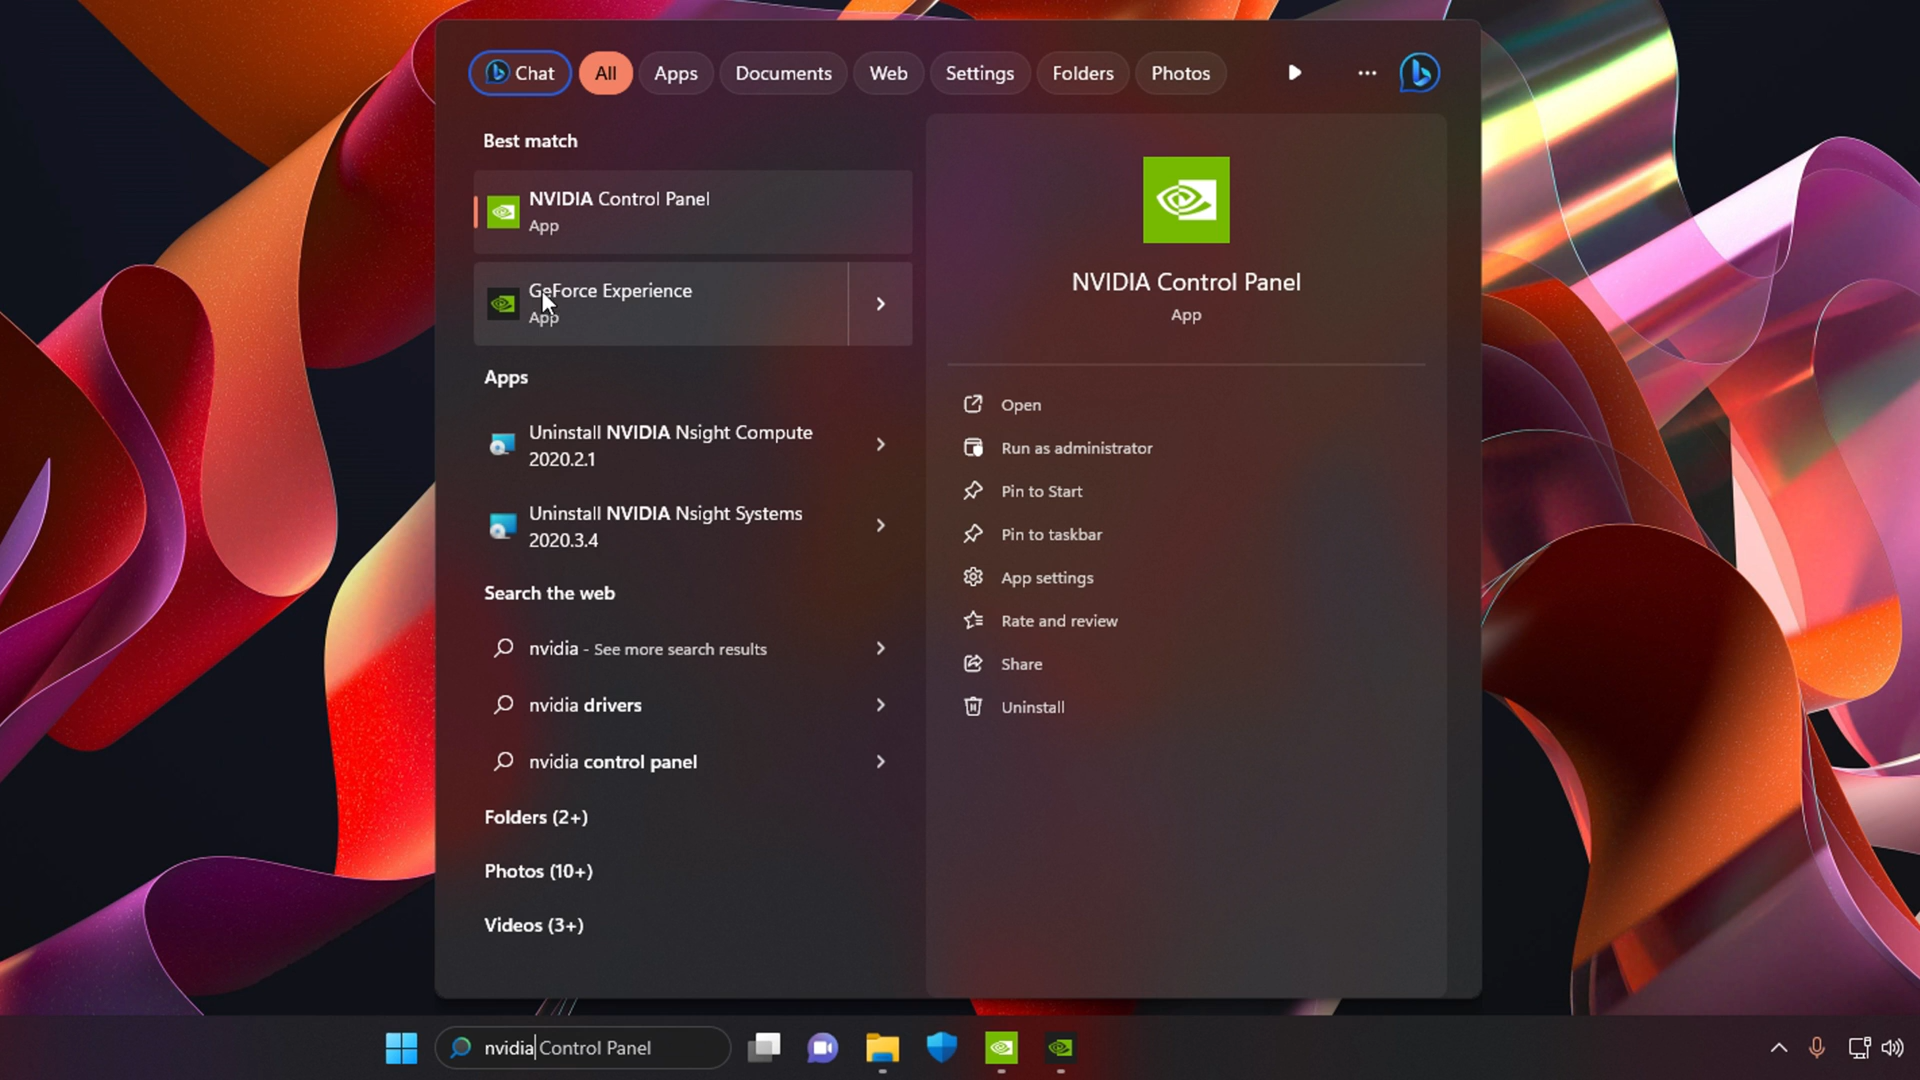 Chat
All
Apps
Documents
Web
Settings
Folders
Photos
Best match
NVIDIA Control Panel
App
GeForce Experience
App
Apps
Uninstall NVIDIA Nsight Compute
2020.2.1
Uninstall NVIDIA Nsight Systems
2020.3.4
Search the web
nvidia - See more search results
nvidia drivers
nvidia control panel
Folders (2+)
Photos (10+)
Videos (3+)
NVIDIA Control Panel
App
Open
Run as administrator
Pin to Start
Pin to taskbar
App settings
Rate and review
Share
Uninstall
nvidia Control Panel